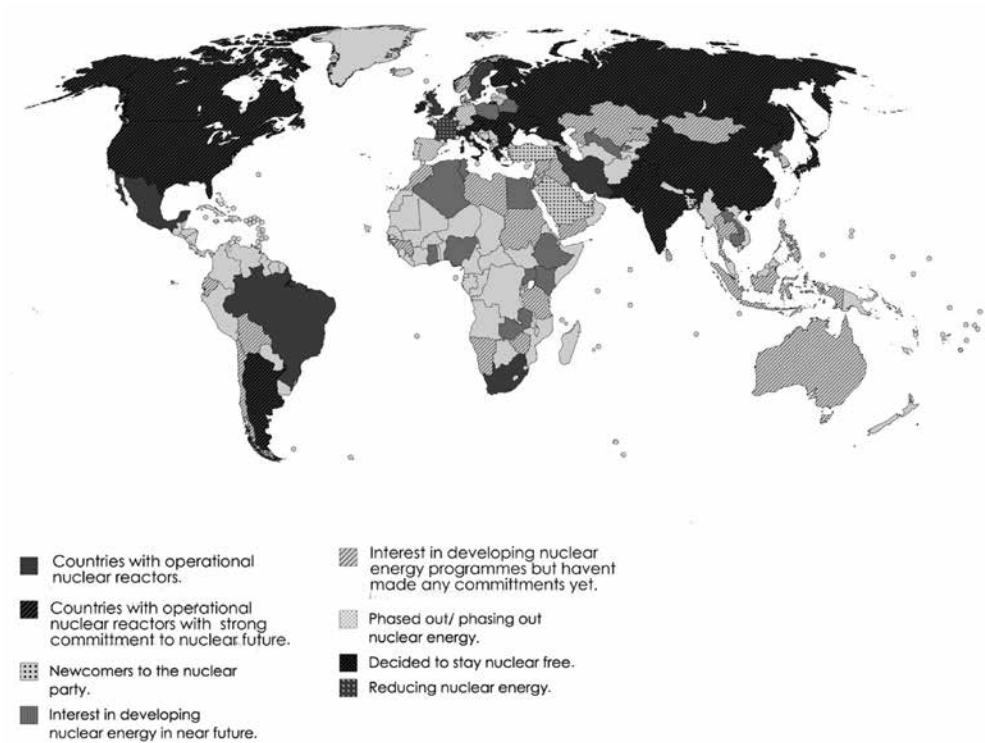 Countries with operational
nuclear reactors.
Countries with operational
nuclear reactors with strong
committment to nuclear future.
Newcomers to the nuclear
party.
Interest in developing
nuclear energy in near future.
Interest in developing nuclear
energy programmes but havent
made any committments yet.
Phased out/ phasing out
nuclear energy.
Decided to stay nuclear free.
Reducing nuclear energy.